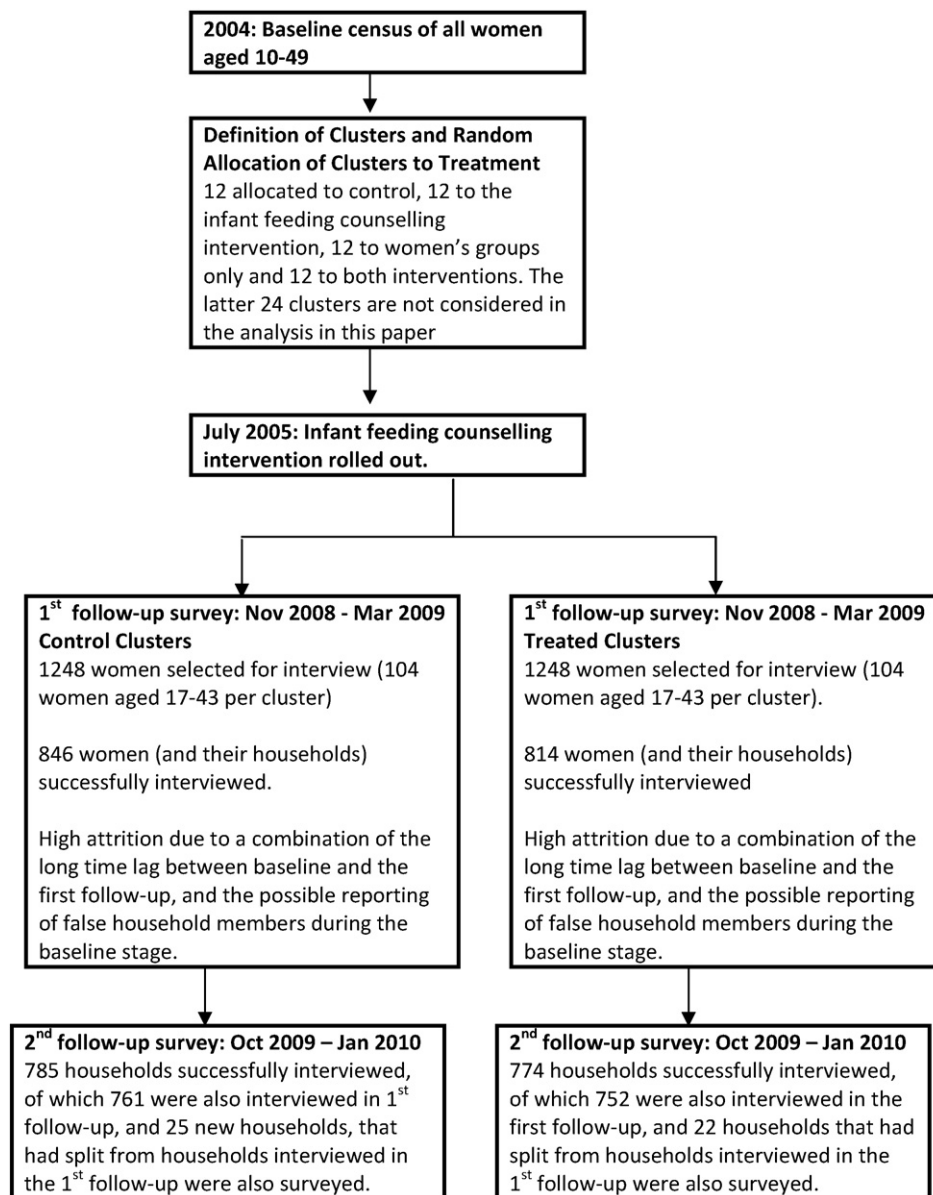 2004: Baseline census of all women
aged 10-49
Definition of Clusters and Random
Allocation of Clusters to Treatment
12 allocated to control, 12 to the
infant feeding counselling
intervention, 12 to women's groups
only and 12 to both interventions. The
latter 24 clusters are not considered in
the analysis in this paper
July 2005: Infant feeding counselling
intervention rolled out.
1st follow-up survey: Nov 2008 - Mar 2009
Control Clusters
1248 women selected for interview (104
women aged 17-43 per cluster)
846 women (and their households)
successfully interviewed.
High attrition due to a combination of the
long time lag between baseline and the
first follow-up, and the possible reporting
of false household members during the
baseline stage.
1st follow-up survey: Nov 2008 - Mar 2009
Treated Clusters
1248 women selected for interview (104
women aged 17-43 per cluster).
814 women (and their households)
successfully interviewed
High attrition due to a combination of the
long time lag between baseline and the
first follow-up, and the possible reporting
of false household members during the
baseline stage.
2nd follow-up survey: Oct 2009 – Jan 2010
785 households successfully interviewed,
of which 761 were also interviewed in 1st
follow-up, and 25 new households, that
had split from households interviewed in
the 1st follow-up were also surveyed.
2nd follow-up survey: Oct 2009 – Jan 2010
774 households successfully interviewed,
of which 752 were also interviewed in the
first follow-up, and 22 households that had
split from households interviewed in the
1st follow-up were also surveyed.